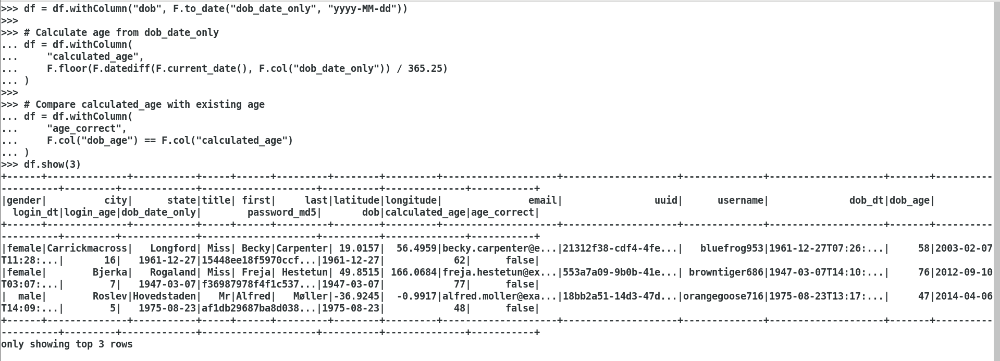 >>> df = df.withColumn("dob", F.to_date("dob_date_only", "yyyy-MM-dd"))
>>>
>>> # Calculate age from dob_date_only
... df = df.withColumn(
...     "calculated_age",
...     F.floor(F.datediff(F.current_date(), F.col("dob_date_only")) / 365.25)
... )
>>>
>>> # Compare calculated_age with existing age
... df = df.withColumn(
...     "age_correct",
...     F.col("dob_age") == F.col("calculated_age")
... )
>>> df.show(3)
+------+--------------+-----------+-----+------+---------+--------+---------+--------------------+--------------------+--------------+--------------------+-------+----------
----------+---------+-------------+--------------------+----------+--------------+-----------+
|gender|          city|      state|title| first|     last|latitude|longitude|               email|                uuid|      username|              dob_dt|dob_age|
  login_dt|login_age|dob_date_only|        password_md5|       dob|calculated_age|age_correct|
+------+--------------+-----------+-----+------+---------+--------+---------+--------------------+--------------------+--------------+--------------------+-------+----------
----------+---------+-------------+--------------------+----------+--------------+-----------+
|female|Carrickmacross|   Longford| Miss| Becky|Carpenter| 19.0157|  56.4959|becky.carpenter@e...|21312f38-cdf4-4fe...|   bluefrog953|1961-12-27T07:26:...|     58|2003-02-07
T11:28:...|       16|   1961-12-27|15448ee18f5970ccf...|1961-12-27|            62|      false|
|female|        Bjerka|   Rogaland| Miss| Freja| Hestetun| 49.8515| 166.0684|freja.hestetun@ex...|553a7a09-9b0b-41e...| browntiger686|1947-03-07T14:10:...|     76|2012-09-10
T03:07:...|        7|   1947-03-07|f36987978f4f1c537...|1947-03-07|            77|      false|
|  male|        Roslev|Hovedstaden|   Mr|Alfred|   Møller|-36.9245|  -0.9917|alfred.moller@exa...|18bb2a51-14d3-47d...|orangegoose716|1975-08-23T13:17:...|     47|2014-04-06
T14:09:...|        5|   1975-08-23|af1db29687ba8d038...|1975-08-23|            48|      false|
+------+--------------+-----------+-----+------+---------+--------+---------+--------------------+--------------------+--------------+--------------------+-------+----------
----------+---------+-------------+--------------------+----------+--------------+-----------+
only showing top 3 rows